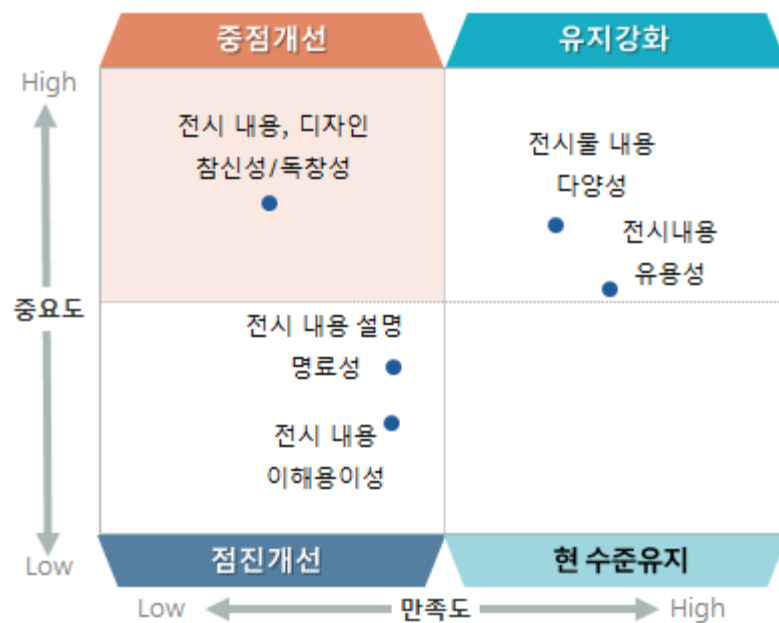 중점개선
유지강화
High
전시 내용, 디자인
참신성/독창성
전시물 내용
다양성
전시내용
유용성
중요도
전시 내용 설명
명료성
전시 내용
이해용이성
Low
점진개선
현 수준유지
Low
만족도
High